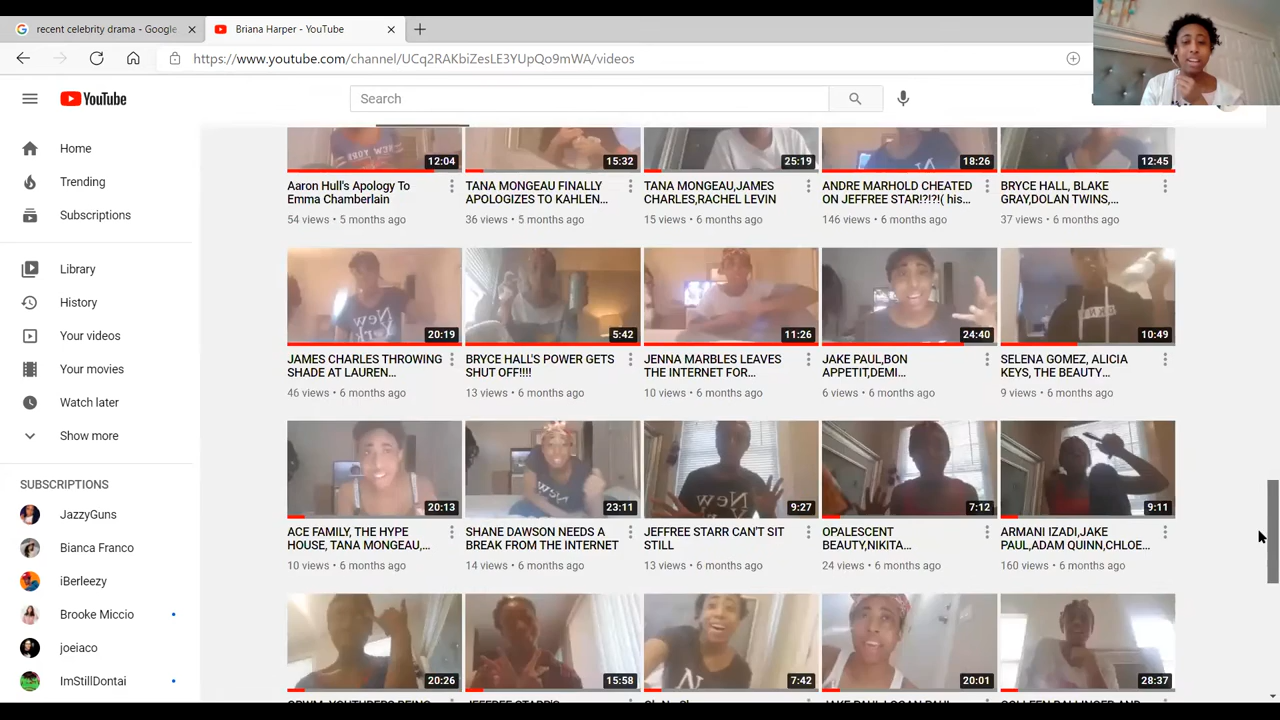 recent celebrity drama - Google
Briana Harper - YouTube
https://www.youtube.com/channel/UCq2RAKbiZesLE3YUpQo9mWA/videos
YouTube
Search
Home
Trending
Subscriptions
Library
History
Your videos
Your movies
Watch later
Show more
SUBSCRIPTIONS
JazzyGuns
Bianca Franco
iBerleezy
Brooke Miccio
joeiaco
ImStillDontai
12:04
15:32
25:19
18:26
12:45
Aaron Hull's Apology To
Emma Chamberlain
54 views • 5 months ago
TANA MONGEAU FINALLY
APOLOGIZES TO KAHLEN...
36 views • 5 months ago
TANA MONGEAU,JAMES
CHARLES,RACHEL LEVIN
15 views • 6 months ago
ANDRE MARHOLD CHEATED
ON JEFFREE STAR!?!?!( his...
146 views • 6 months ago
BRYCE HALL, BLAKE
GRAY,DOLAN TWINS,...
37 views • 6 months ago
20:19
5:42
11:26
24:40
10:49
JAMES CHARLES THROWING
SHADE AT LAUREN...
46 views • 6 months ago
BRYCE HALL'S POWER GETS
SHUT OFF!!!!
13 views • 6 months ago
JENNA MARBLES LEAVES
THE INTERNET FOR...
10 views • 6 months ago
JAKE PAUL,BON
APPETIT,DEMI...
6 views • 6 months ago
SELENA GOMEZ, ALICIA
KEYS, THE BEAUTY...
9 views • 6 months ago
20:13
23:11
9:27
7:12
9:11
ACE FAMILY, THE HYPE
HOUSE, TANA MONGEAU,...
10 views • 6 months ago
SHANE DAWSON NEEDS A
BREAK FROM THE INTERNET
14 views • 6 months ago
JEFFREE STARR CAN'T SIT
STILL
13 views • 6 months ago
OPALESCENT
BEAUTY,NIKITA...
24 views • 6 months ago
ARMANI IZADI,JAKE
PAUL,ADAM QUINN,CHLOE...
160 views • 6 months ago
20:26
15:58
7:42
20:01
28:37